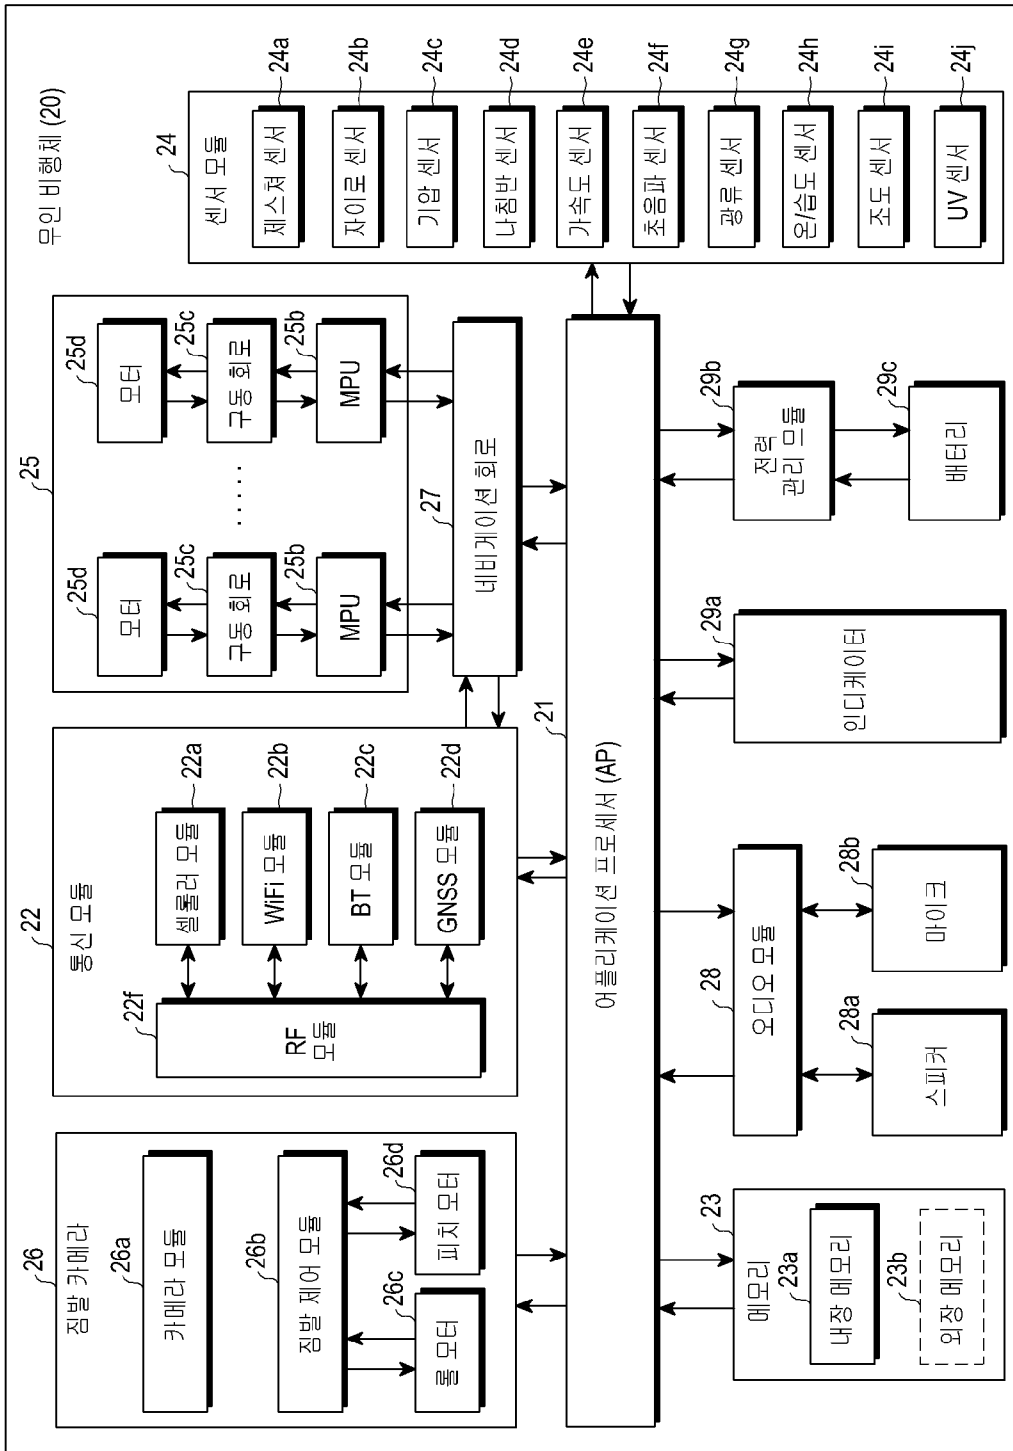 무인 비행체 (20)
26
짐벌 카메라
26a
카메라 모듈
26b
짐벌 제어 모듈
26c
롤 모터
26d
피치 모터
22
통신 모듈
22f
RF
모듈
셀룰러 모듈
22a
WiFi 모듈
22b
BT 모듈
22c
GNSS 모듈
22d
25
25d
모터
25c
구동 회로
25b
MPU
· · · · · ·
25d
모터
25c
구동 회로
25b
MPU
27
네비게이션 회로
24
센서 모듈
제스쳐 센서
24a
자이로 센서
24b
기압 센서
24c
나침반 센서
24d
가속도 센서
24e
초음파 센서
24f
광류 센서
24g
온/습도 센서
24h
조도 센서
24i
UV 센서
24j
21
어플리케이션 프로세서 (AP)
23
메모리
23a
내장 메모리
23b
외장 메모리
28
오디오 모듈
28a
스피커
28b
마이크
29a
인디케이터
29b
전력
관리 모듈
29c
배터리